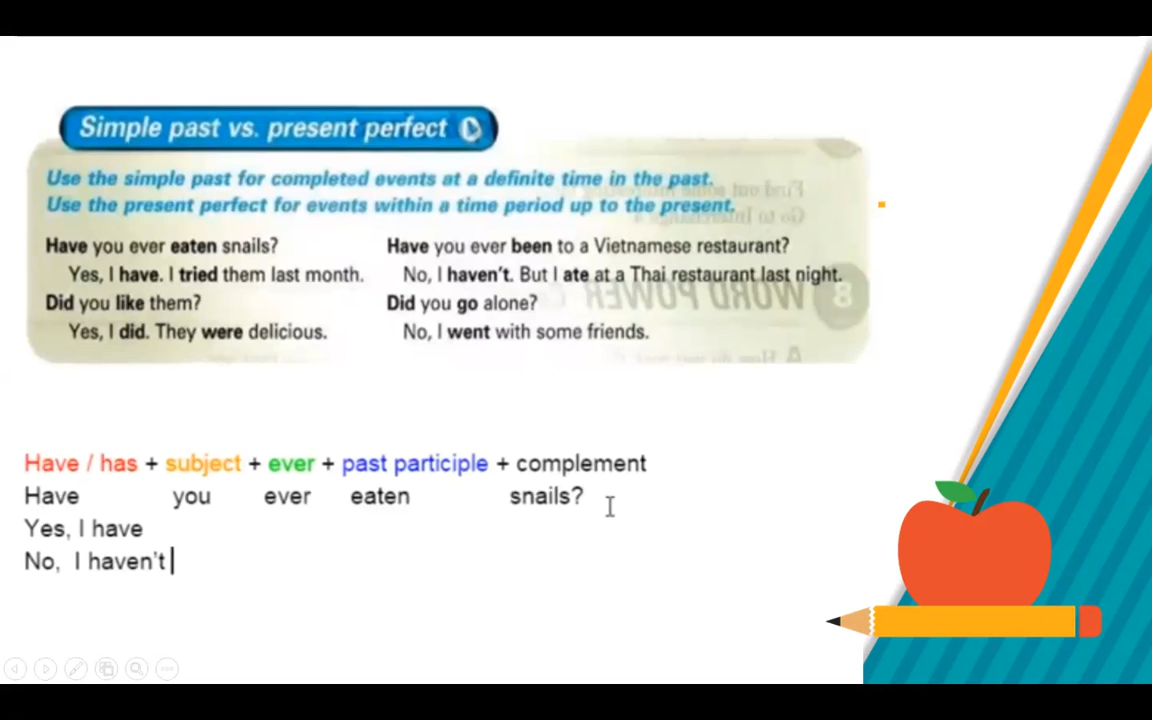 Simple past vs. present perfect
Use the simple past for completed events at a definite time in the past.
Use the present perfect for events within a time period up to the present.
Have you ever eaten snails?
Yes, I have. I tried them last month.
Did you like them?
Yes, I did. They were delicious.
Have you ever been to a Vietnamese restaurant?
No, I haven't. But I ate at a Thai restaurant last night.
Did you go alone?
No, I went with some friends.
WORD POWER
8
Have / has + subject + ever + past participle + complement
Have you ever eaten snails?
Yes, I have
No, I haven't